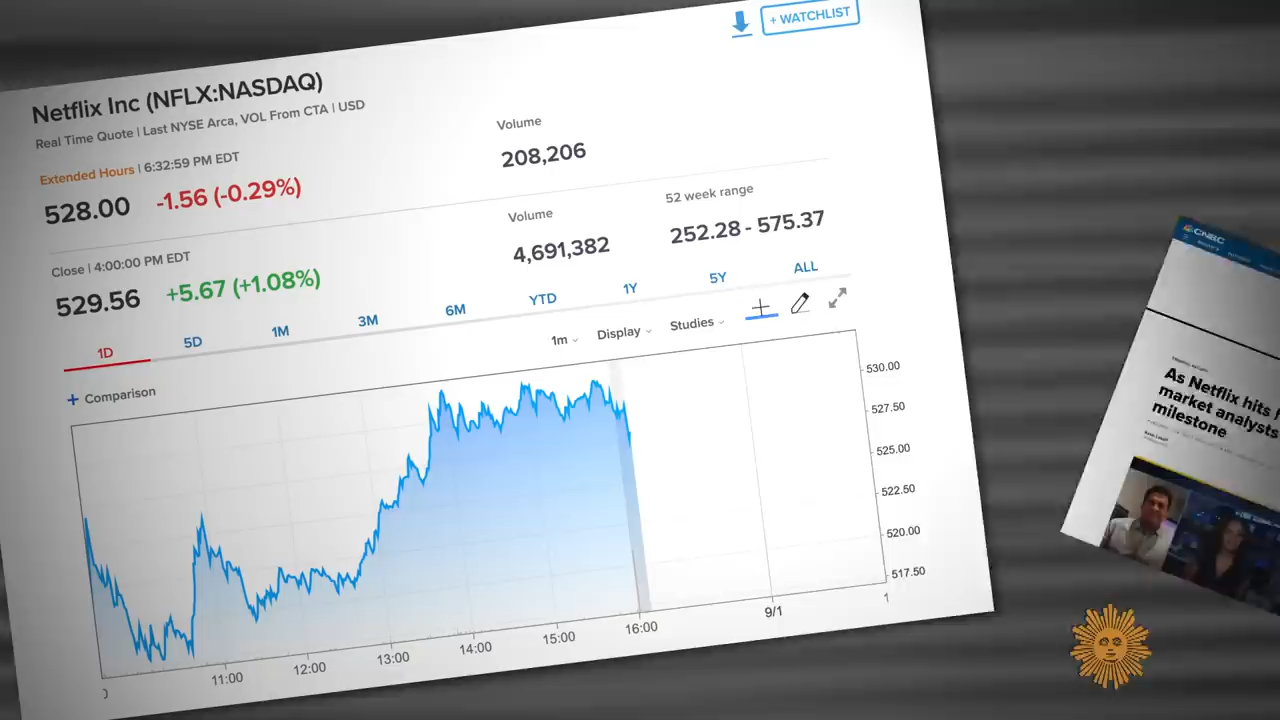 + WATCHLIST
Netflix Inc (NFLX:NASDAQ)
Real Time Quote | Last NYSE Arca, VOL From CTA | USD
Extended Hours | 6:32:59 PM EDT
528.00 -1.56 (-0.29%)
Volume
208,206
Close | 4:00:00 PM EDT
529.56 +5.67 (+1.08%)
Volume
4,691,382
52 week range
252.28 - 575.37
1D 5D 1M 3M 6M YTD 1Y 5Y ALL
+ Comparison
1m Display Studies
530.00
527.50
525.00
522.50
520.00
517.50
11:00 12:00 13:00 14:00 15:00 16:00 9/1 1
CNBC
As Netflix hits
market analysts
milestone